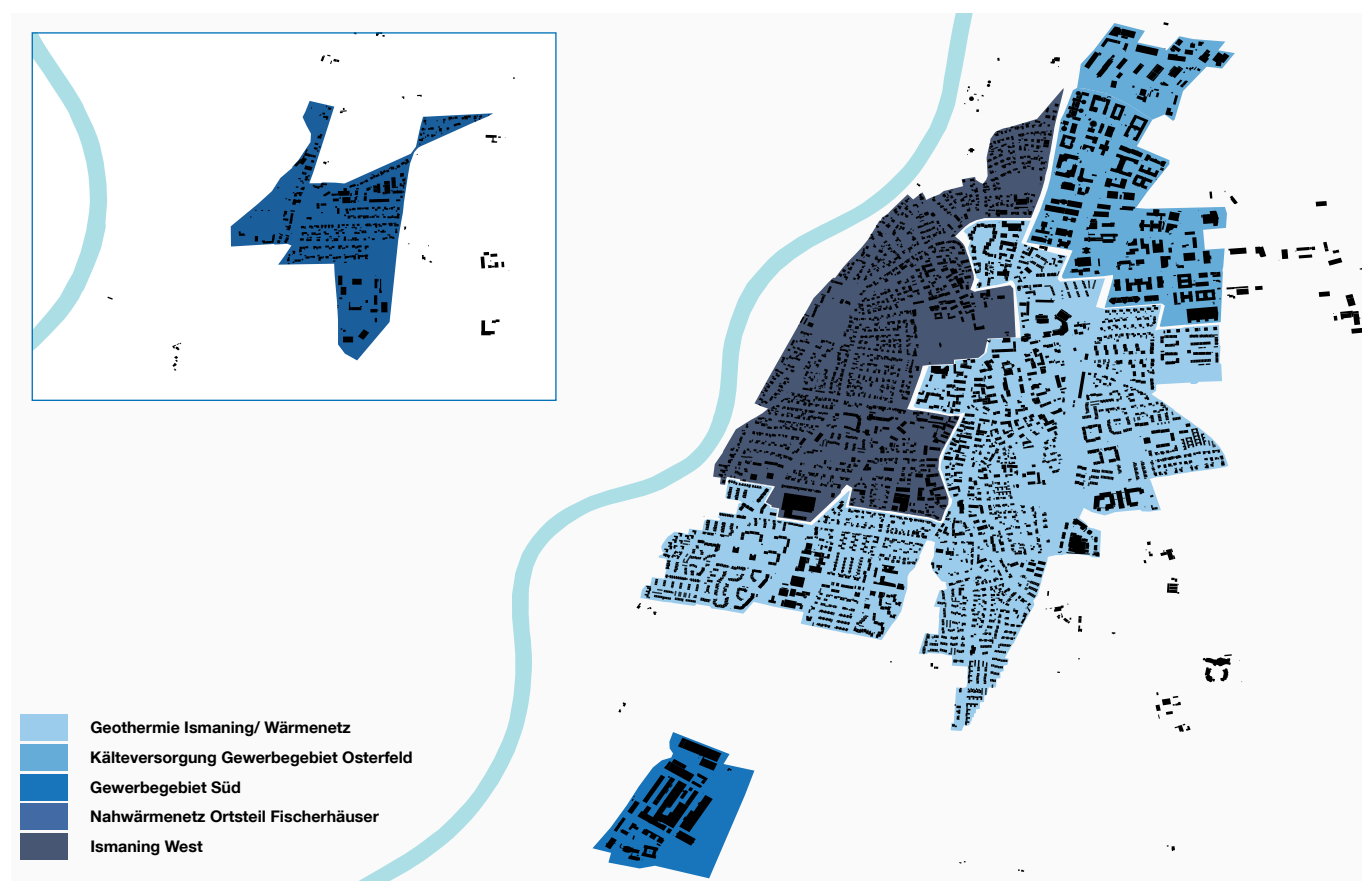 Geothermie Ismaning/ Wärmenetz
Kälteversorgung Gewerbegebiet Osterfeld
Gewerbegebiet Süd
Nahwärmenetz Ortsteil Fischerhäuser
Ismaning West